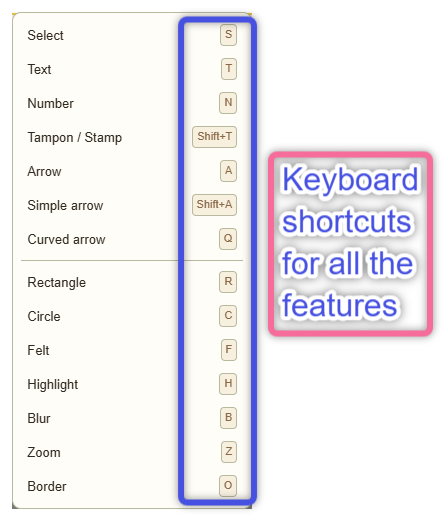 Select S
Text T
Number N
Tampon / Stamp Shift+T
Arrow A
Simple arrow Shift+A
Curved arrow Q
Rectangle R
Circle C
Felt F
Highlight H
Blur B
Zoom Z
Border O
Keyboard
shortcuts
for all the
features